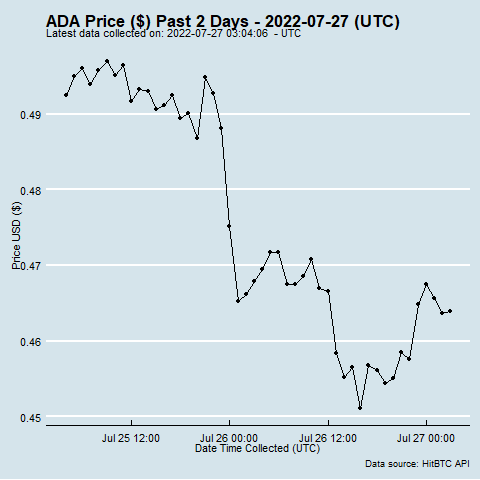 ADA Price ($) Past 2 Days - 2022-07-27 (UTC)
Latest data collected on: 2022-07-27 03:04:06 - UTC
0.49
0.48
0.47
0.46
0.45
Price USD ($)
Jul 25 12:00 Jul 26 00:00 Jul 26 12:00 Jul 27 00:00
Date Time Collected (UTC)
Data source: HitBTC API